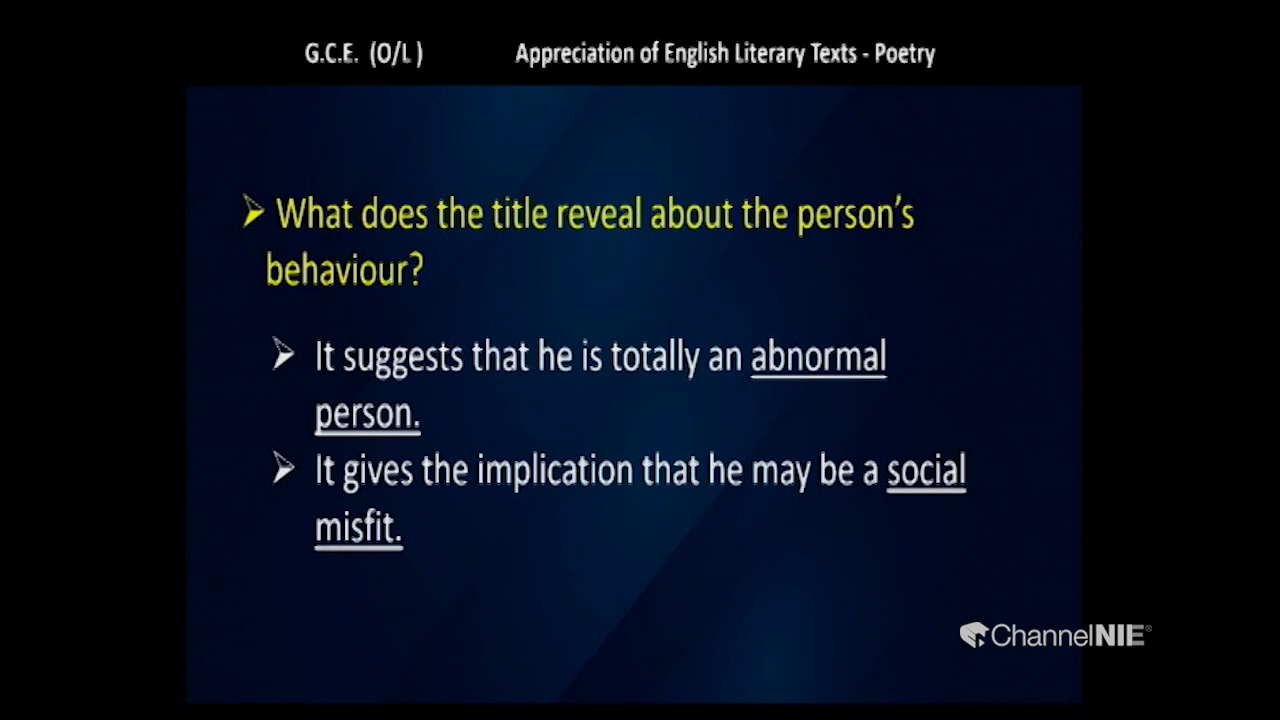 G.C.E. (O/L ) Appreciation of English Literary Texts - Poetry
➢ What does the title reveal about the person's
behaviour?
➢ It suggests that he is totally an abnormal
person.
➢ It gives the implication that he may be a social
misfit.
ChannelNIE®